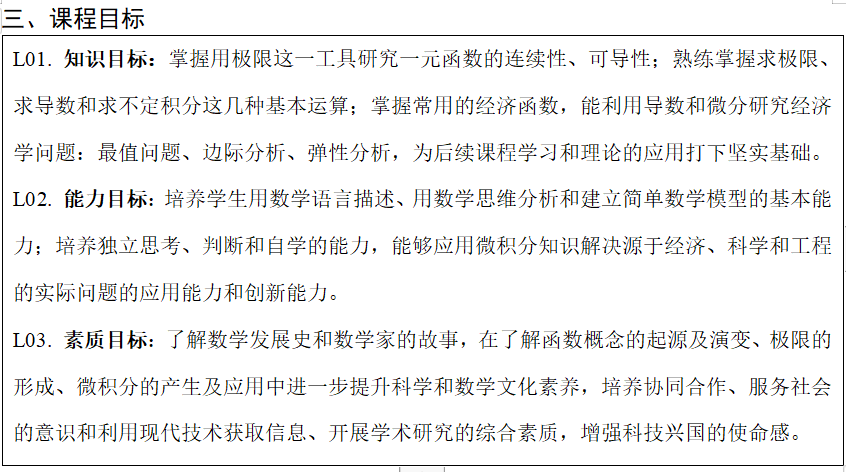 三、课程目标
L01. 知识目标：掌握用极限这一工具研究一元函数的连续性、可导性；熟练掌握求极限、
求导数和求不定积分这几种基本运算；掌握常用的经济函数，能利用导数和微分研究经济
学问题：最值问题、边际分析、弹性分析，为后续课程学习和理论的应用打下坚实基础。
L02. 能力目标：培养学生用数学语言描述、用数学思维分析和建立简单数学模型的基本能
力；培养独立思考、判断和自学的能力，能够应用微积分知识解决源于经济、科学和工程
的实际问题的应用能力和创新能力。
L03. 素质目标：了解数学发展史和数学家的故事，在了解函数概念的起源及演变、极限的
形成、微积分的产生及应用中进一步提升科学和数学文化素养，培养协同合作、服务社会
的意识和利用现代技术获取信息、开展学术研究的综合素质，增强科技兴国的使命感。